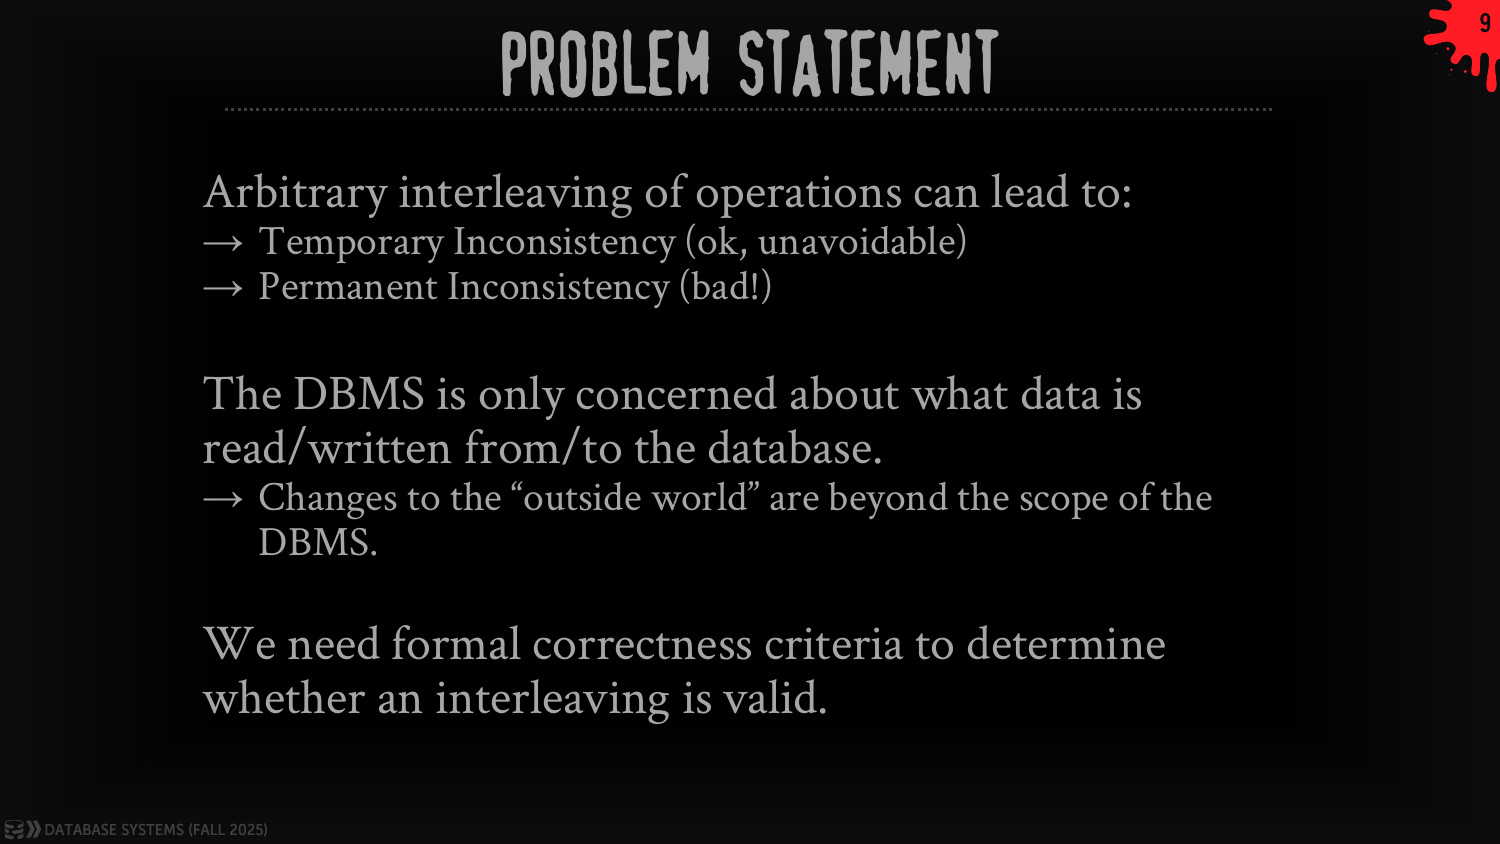 PROBLEM STATEMENT
9
Arbitrary interleaving of operations can lead to:
→ Temporary Inconsistency (ok, unavoidable)
→ Permanent Inconsistency (bad!)
The DBMS is only concerned about what data is
read/written from/to the database.
→ Changes to the “outside world” are beyond the scope of the
DBMS.
We need formal correctness criteria to determine
whether an interleaving is valid.
DATABASE SYSTEMS (FALL 2025)